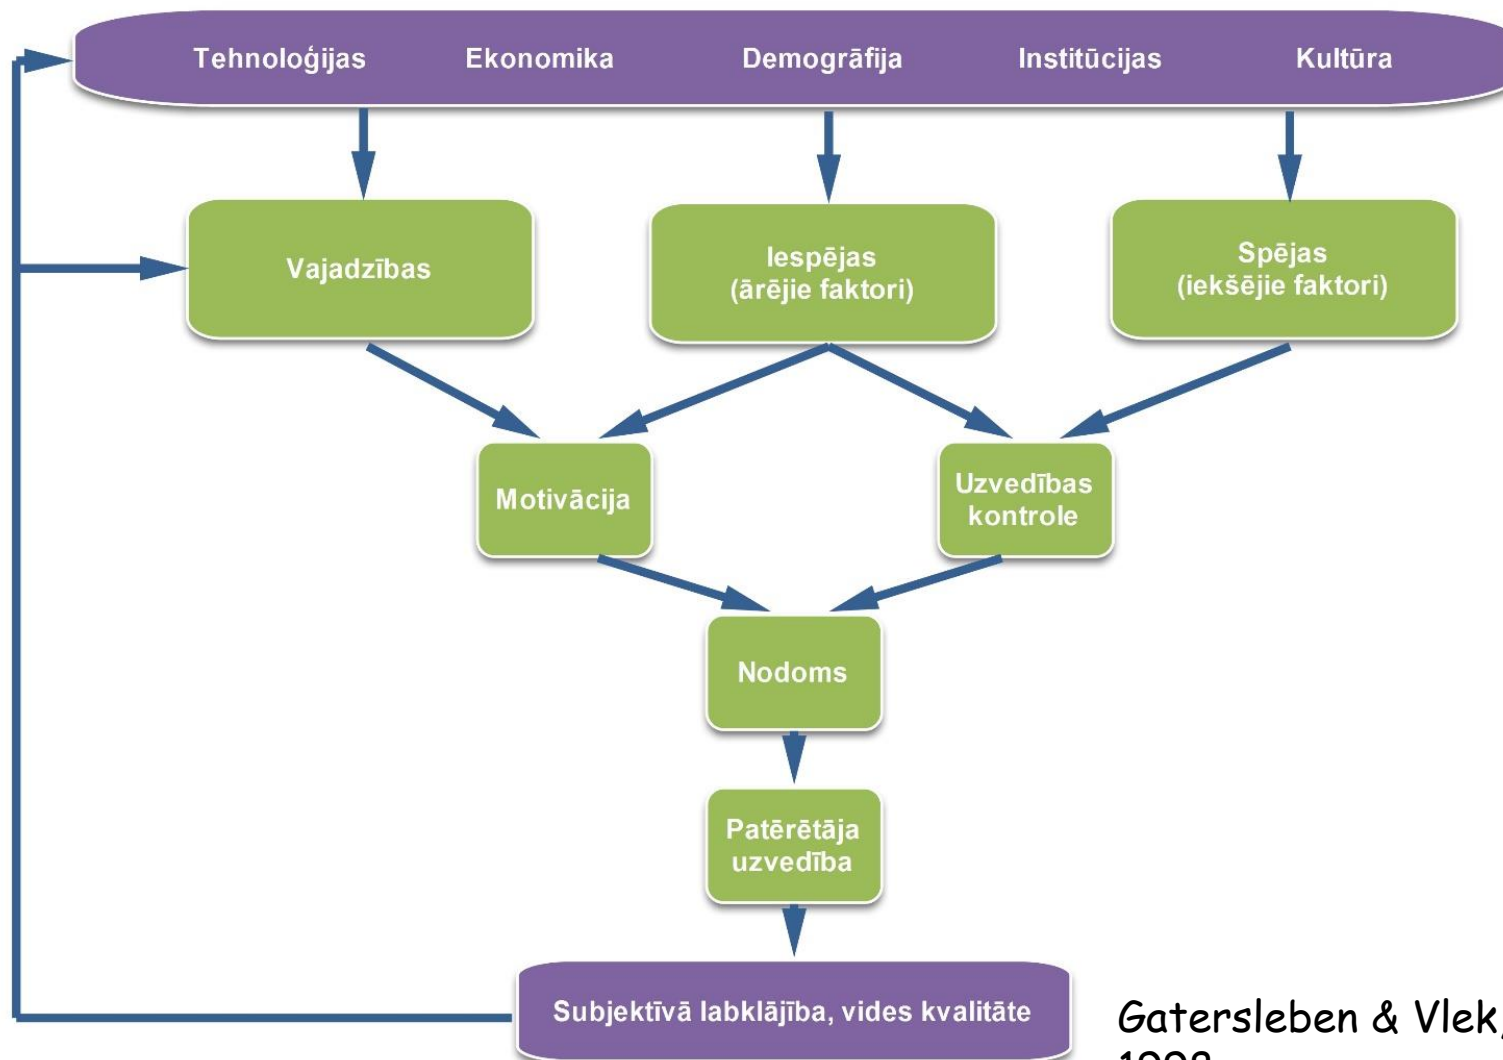 Tehnoloģijas Ekonomika Demogrāfija Institūcijas Kultūra
Vajadzības
Iespējas
(ārējie faktori)
Spējas
(iekšējie faktori)
Motivācija
Uzvedības
kontrole
Nodoms
Patērētāja
uzvedība
Subjektīvā labklājība, vides kvalitāte
Gatersleben & Vlek,